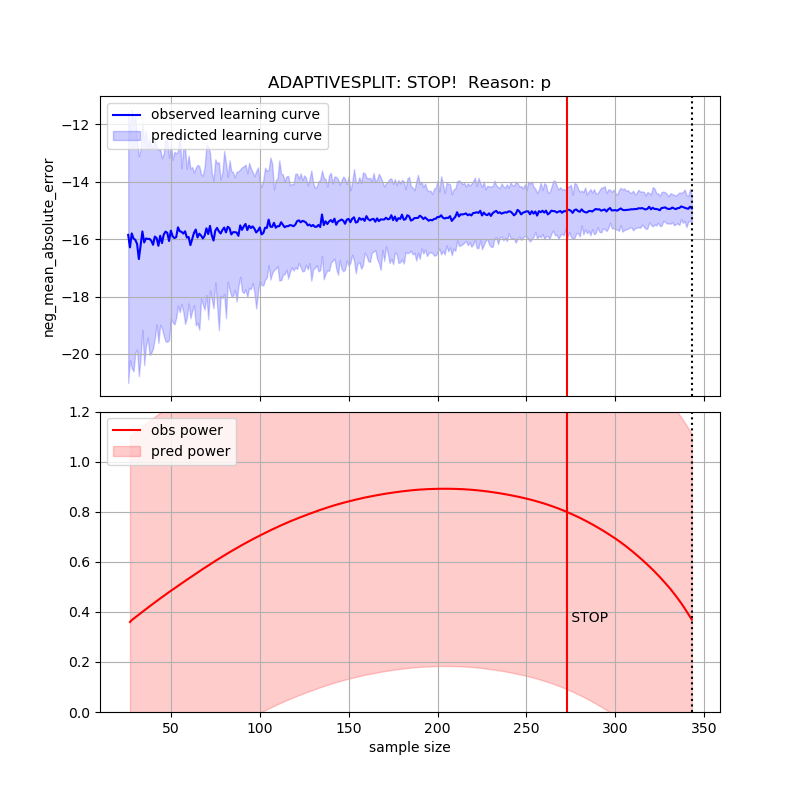 ADAPTIVESPLIT: STOP!  Reason: p
observed learning curve
predicted learning curve
neg_mean_absolute_error
−12
−14
−16
−18
−20
obs power
pred power
1.2
1.0
0.8
0.6
0.4
0.2
0.0
STOP
50 100 150 200 250 300 350
sample size